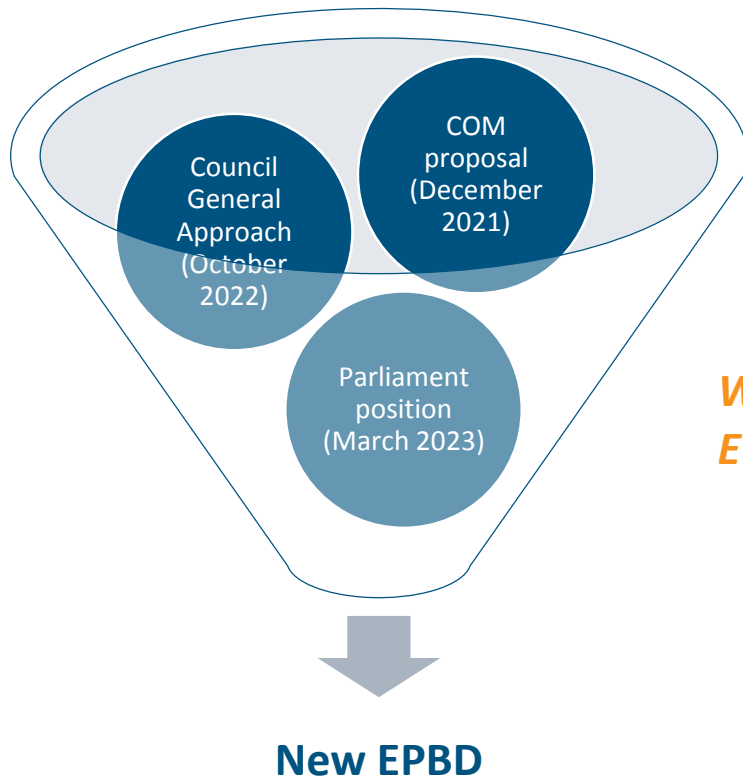 COM
proposal
(December
2021)
Council
General
Approach
(October
2022)
Parliament
position
(March 2023)
New EPBD